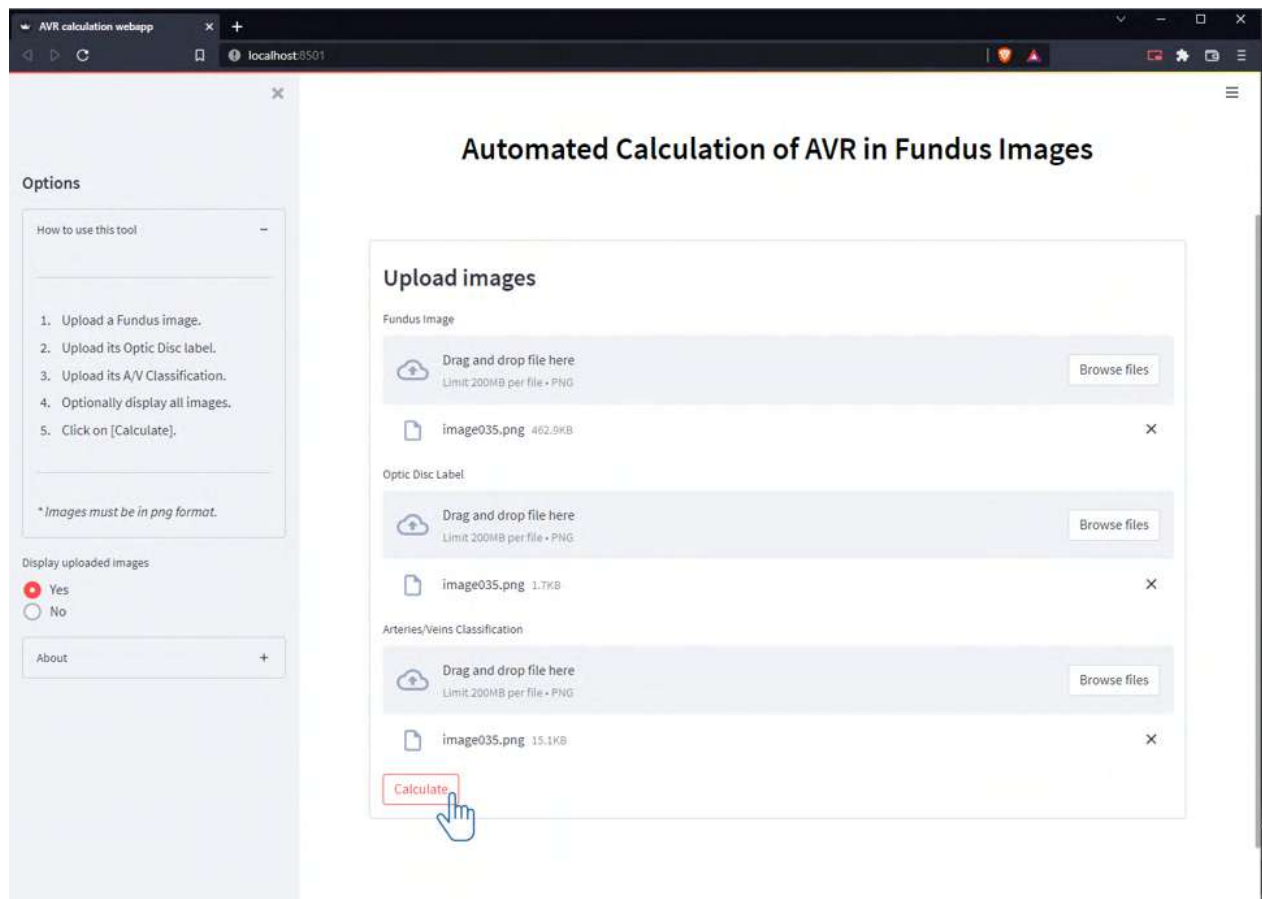 AVR calculation webapp
localhost:8501
Automated Calculation of AVR in Fundus Images
Options
How to use this tool
1. Upload a Fundus image.
2. Upload its Optic Disc label.
3. Upload its A/V Classification.
4. Optionally display all images.
5. Click on [Calculate].
* Images must be in png format.
Display uploaded images
Yes
No
About
Upload images
Fundus Image
Drag and drop file here
Limit 200MB per file • PNG
Browse files
image035.png 462.9KB
Optic Disc Label
Drag and drop file here
Limit 200MB per file • PNG
Browse files
image035.png 1.7KB
Arteries/Veins Classification
Drag and drop file here
Limit 200MB per file • PNG
Browse files
image035.png 15.1KB
Calculate